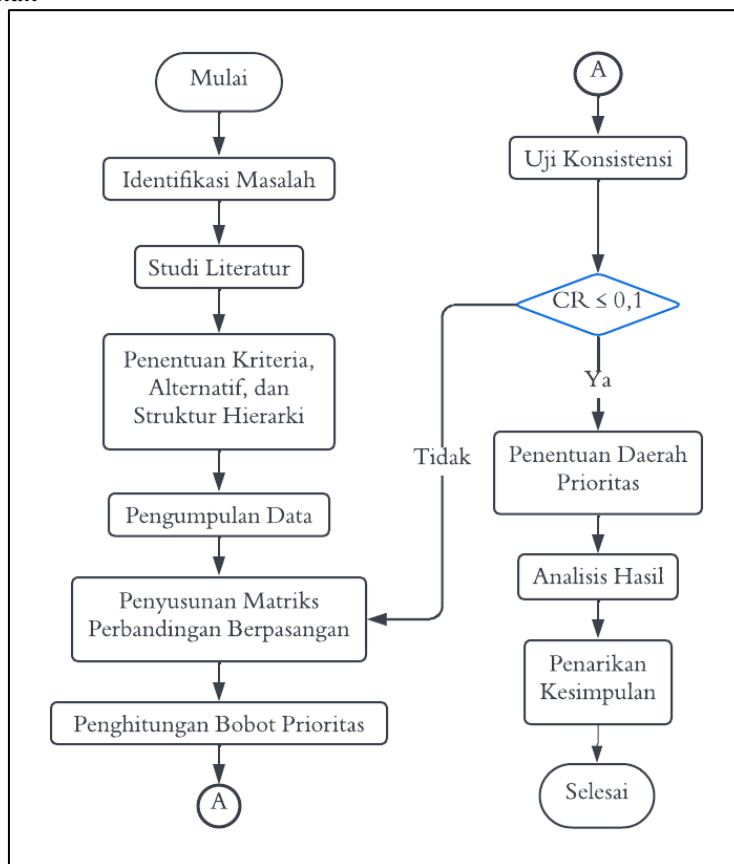 Mulai
Identifikasi Masalah
Studi Literatur
Penentuan Kriteria,
Alternatif, dan
Struktur Hierarki
Pengumpulan Data
Penyusunan Matriks
Perbandingan Berpasangan
Penghitungan Bobot Prioritas
A
A
Uji Konsistensi
CR ≤ 0,1
Ya
Tidak
Penentuan Daerah
Prioritas
Analisis Hasil
Penarikan
Kesimpulan
Selesai